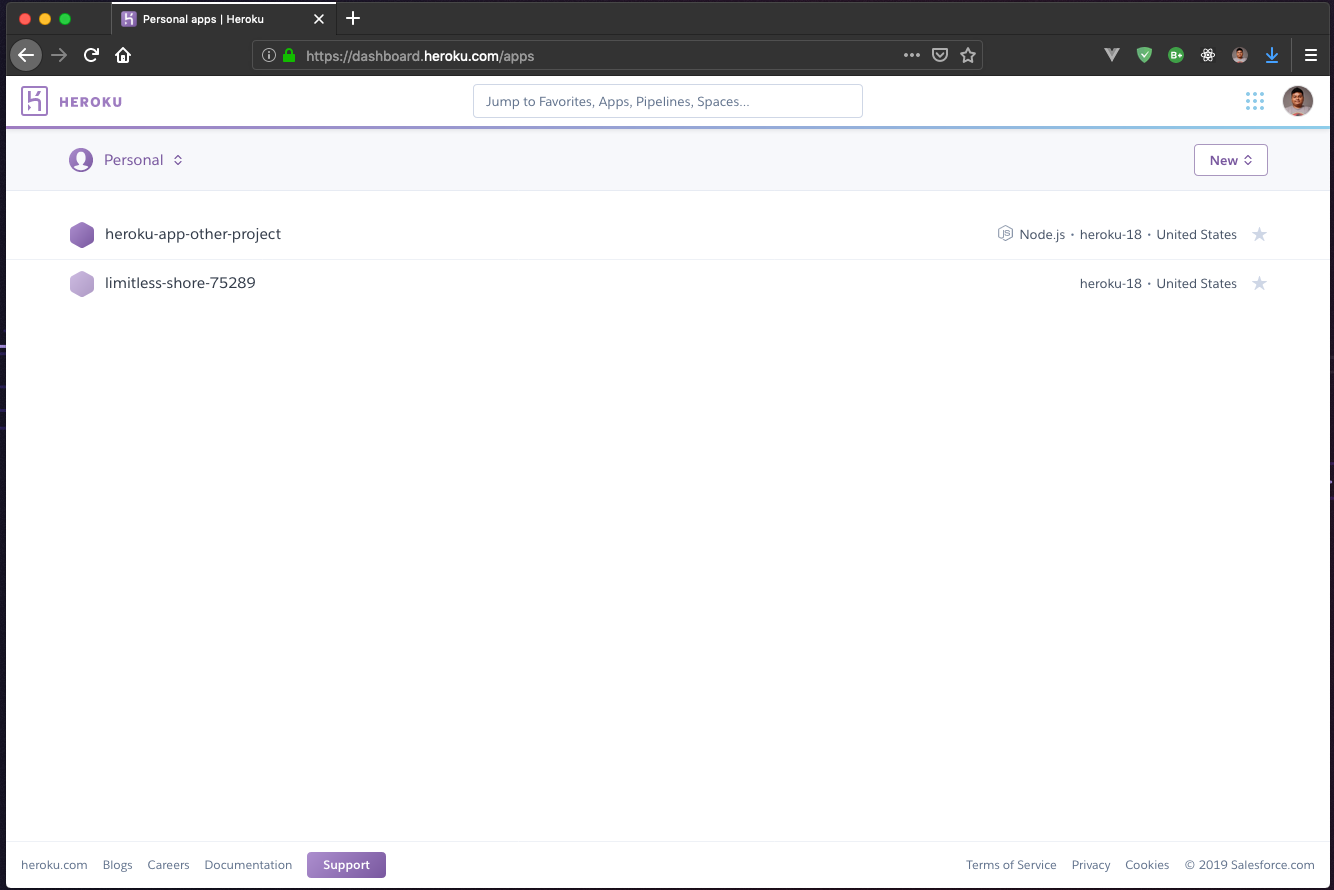 Personal apps | Heroku
https://dashboard.heroku.com/apps
HEROKU
Jump to Favorites, Apps, Pipelines, Spaces...
Personal
New
heroku-app-other-project
Node.js • heroku-18 • United States
limitless-shore-75289
heroku-18 • United States
heroku.com Blogs Careers Documentation Support Terms of Service Privacy Cookies © 2019 Salesforce.com